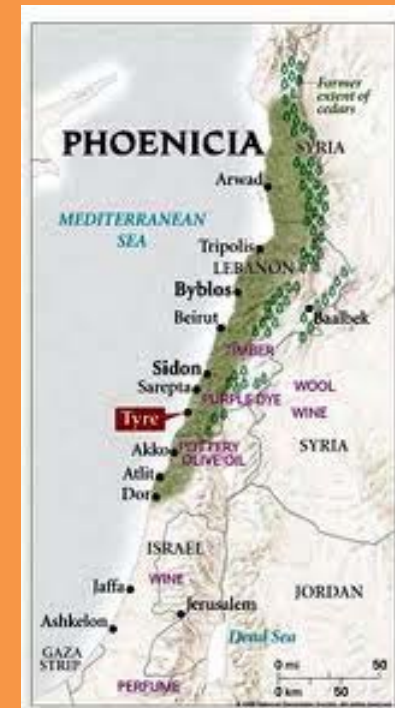 Former
extent of
cedars
PHOENICIA
SYRIA
Arwad
MEDITERRANEAN
SEA
Tripolis
LEBANON
Byblos
Beirut
Baalbek
TIMBER
Sidon
Sarepta
PURPLE DYE
WOOL
Tyre
WINE
Akko
POTTERY
OLIVE OIL
SYRIA
Atlit
Dor
ISRAEL
Jaffa
WINE
JORDAN
Jerusalem
Ashkelon
GAZA
STRIP
Dead Sea
PERFUME
0 mi 50
0 km 50